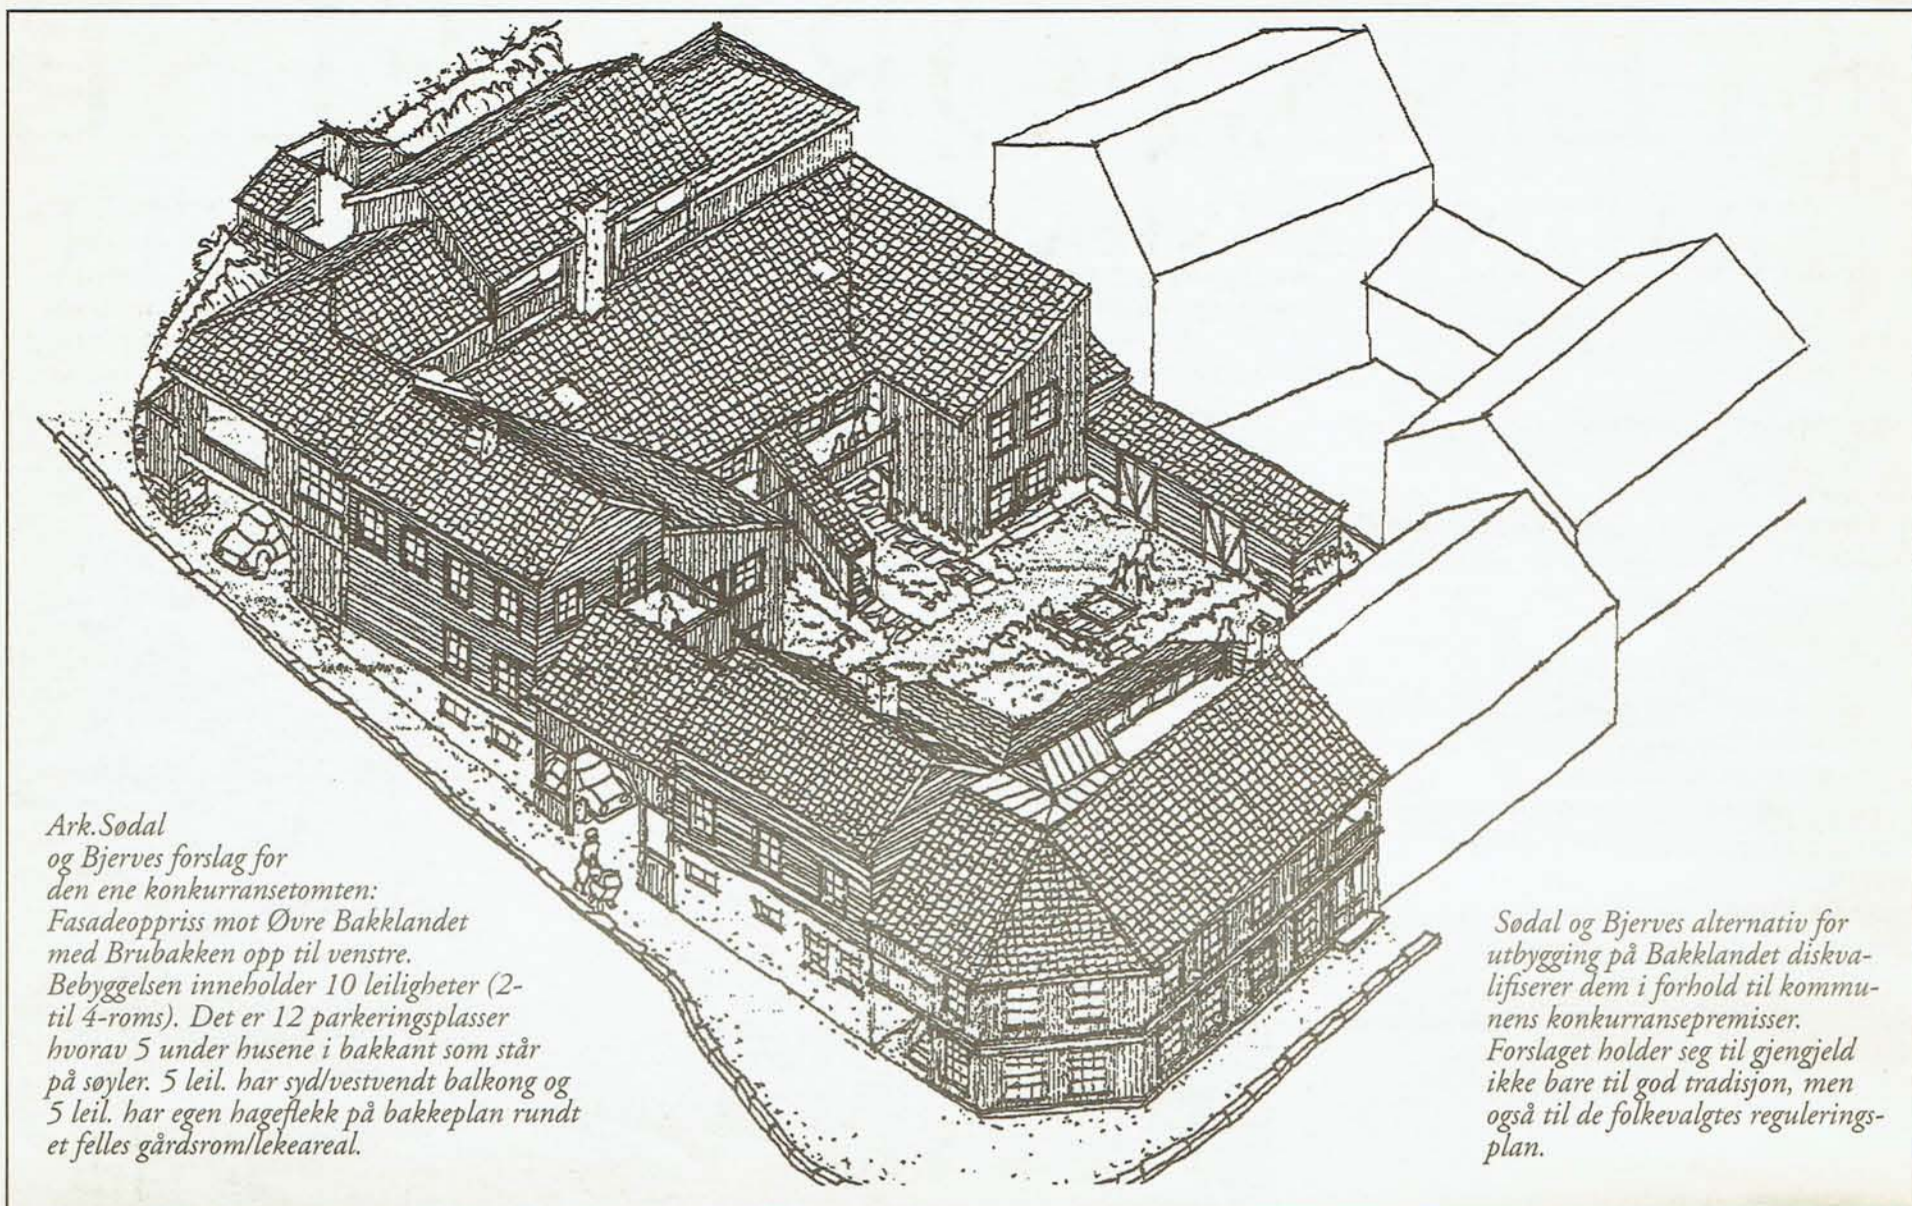 Ark.Sødal
og Bjerves forslag for
den ene konkurransetomten:
Fasadeoppriss mot Øvre Bakklandet
med Brubakken opp til venstre.
Bebyggelsen inneholder 10 leiligheter (2-
til 4-roms). Det er 12 parkeringsplasser
hvorav 5 under husene i bakkant som står
på søyler. 5 leil. har syd/vestvendt balkong og
5 leil. har egen hageflekk på bakkeplan rundt
et felles gårdsrom/lekeareal.
Sødal og Bjerves alternativ for
utbygging på Bakklandet diskva-
lifiserer dem i forhold til kommu-
nens konkurransepremisser.
Forslaget holder seg til gjengjeld
ikke bare til god tradisjon, men
også til de folkevalgtes regulerings-
plan.